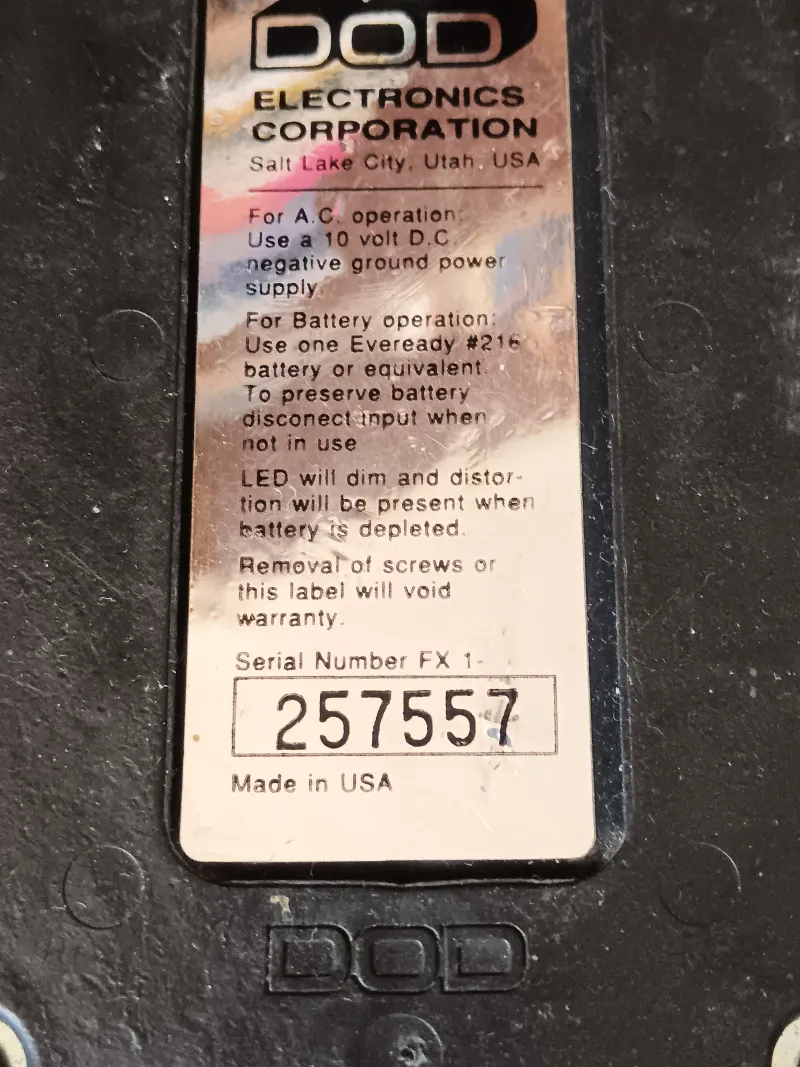 DOD
ELECTRONICS
CORPORATION
Salt Lake City, Utah, USA
For A.C. operation:
Use a 10 volt D.C.
negative ground power
supply.
For Battery operation:
Use one Eveready #216
battery or equivalent.
To preserve battery
disconect input when
not in use
LED will dim and distor-
tion will be present when
battery is depleted.
Removal of screws or
this label will void
warranty.
Serial Number FX 1-
257557
Made in USA
DOD